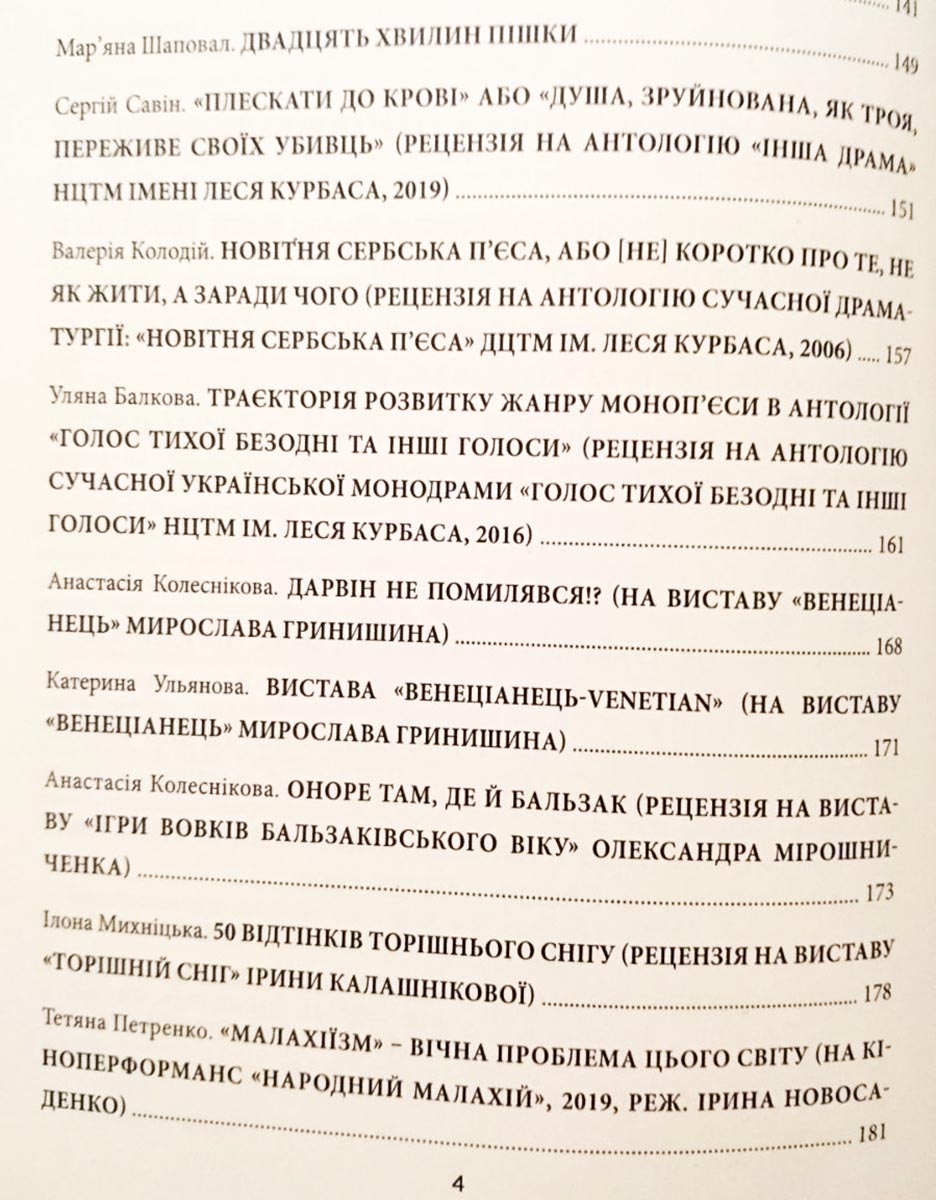 141
Мар’яна Шаповал. ДВАДЦЯТЬ ХВИЛИН ПІШКИ ........ 149
Сергій Савін. «ПЛЕСКАТИ ДО КРОВІ» АБО «ДУША, ЗРУЙНОВАНА, ЯК ТРОЯ,
ПЕРЕЖИВЕ СВОЇХ УБИВЦЬ» (РЕЦЕНЗІЯ НА АНТОЛОГІЮ «ІНША ДРАМА»
НЦТМ ІМЕНІ ЛЕСЯ КУРБАСА, 2019) ........ 151
Валерія Колодій. НОВІТНЯ СЕРБСЬКА П’ЄСА, АБО [НЕ] КОРОТКО ПРО ТЕ, НЕ
ЯК ЖИТИ, А ЗАРАДИ ЧОГО (РЕЦЕНЗІЯ НА АНТОЛОГІЮ СУЧАСНОЇ ДРАМА-
ТУРГІЇ: «НОВІТНЯ СЕРБСЬКА П’ЄСА» ДЦТМ ІМ. ЛЕСЯ КУРБАСА, 2006) ..... 157
Уляна Балкова. ТРАЄКТОРІЯ РОЗВИТКУ ЖАНРУ МОНОП’ЄСИ В АНТОЛОГІЇ
«ГОЛОС ТИХОЇ БЕЗОДНІ ТА ІНШІ ГОЛОСИ» (РЕЦЕНЗІЯ НА АНТОЛОГІЮ
СУЧАСНОЇ УКРАЇНСЬКОЇ МОНОДРАМИ «ГОЛОС ТИХОЇ БЕЗОДНІ ТА ІНШІ
ГОЛОСИ» НЦТМ ІМ. ЛЕСЯ КУРБАСА, 2016) ........ 161
Анастасія Колеснікова. ДАРВІН НЕ ПОМИЛЯВСЯ!? (НА ВИСТАВУ «ВЕНЕЦІА-
НЕЦЬ» МИРОСЛАВА ГРИНИШИНА) ........ 168
Катерина Ульянова. ВИСТАВА «ВЕНЕЦІАНЕЦЬ-VENETIAN» (НА ВИСТАВУ
«ВЕНЕЦІАНЕЦЬ» МИРОСЛАВА ГРИНИШИНА) ........ 171
Анастасія Колеснікова. ОНОРЕ ТАМ, ДЕ Й БАЛЬЗАК (РЕЦЕНЗІЯ НА ВИСТА-
ВУ «ІГРИ ВОВКІВ БАЛЬЗАКІВСЬКОГО ВІКУ» ОЛЕКСАНДРА МІРОШНИ-
ЧЕНКА) ........ 173
Ілона Михніцька. 50 ВІДТІНКІВ ТОРІШНЬОГО СНІГУ (РЕЦЕНЗІЯ НА ВИСТАВУ
«ТОРІШНІЙ СНІГ» ІРИНИ КАЛАШНІКОВОЇ) ........ 178
Тетяна Петренко. «МАЛАХІЇЗМ» – ВІЧНА ПРОБЛЕМА ЦЬОГО СВІТУ (НА КІ-
НОПЕРФОРМАНС «НАРОДНИЙ МАЛАХІЙ», 2019, РЕЖ. ІРИНА НОВОСА-
ДЕНКО) ........ 181
4